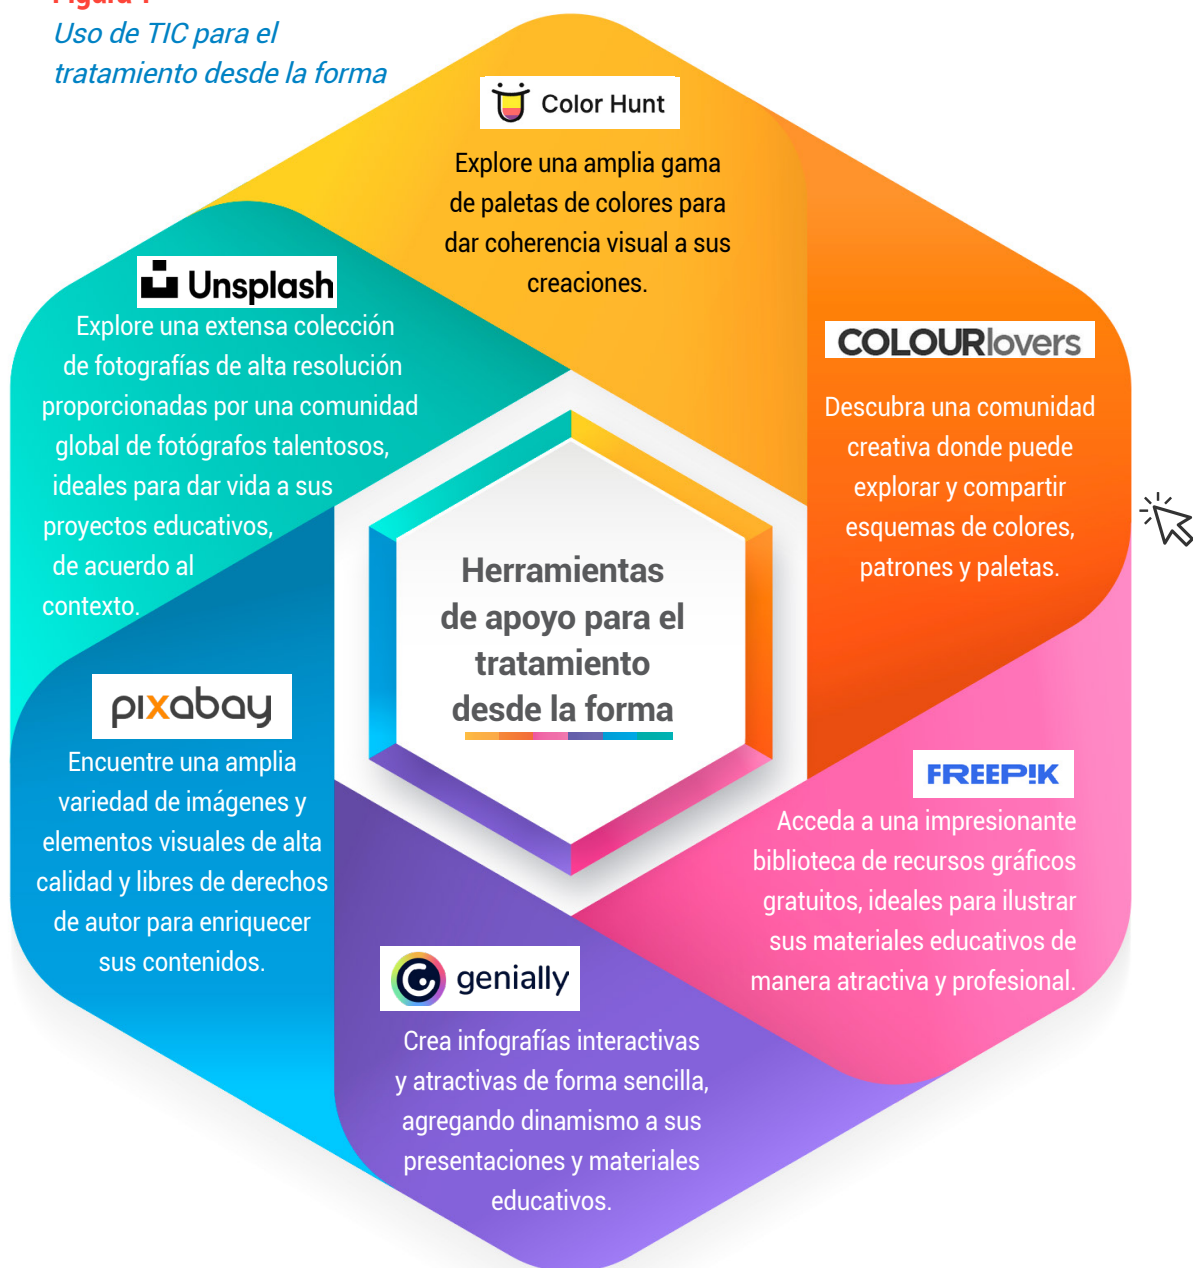 Uso de TIC para el
tratamiento desde la forma
Color Hunt
Explore una amplia gama
de paletas de colores para
dar coherencia visual a sus
creaciones.
COLOURlovers
Descubra una comunidad
creativa donde puede
explorar y compartir
esquemas de colores,
patrones y paletas.
FREEP!K
Acceda a una impresionante
biblioteca de recursos gráficos
gratuitos, ideales para ilustrar
sus materiales educativos de
manera atractiva y profesional.
genially
Crea infografías interactivas
y atractivas de forma sencilla,
agregando dinamismo a sus
presentaciones y materiales
educativos.
pixabay
Encuentre una amplia
variedad de imágenes y
elementos visuales de alta
calidad y libres de derechos
de autor para enriquecer
sus contenidos.
Unsplash
Explore una extensa colección
de fotografías de alta resolución
proporcionadas por una comunidad
global de fotógrafos talentosos,
ideales para dar vida a sus
proyectos educativos,
de acuerdo al
contexto.
Herramientas
de apoyo para el
tratamiento
desde la forma